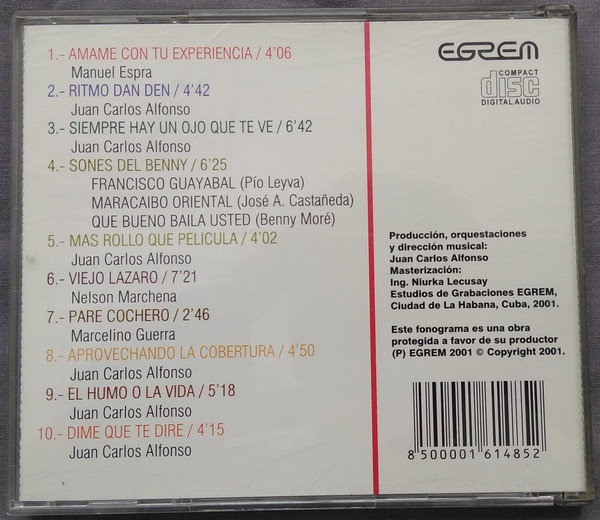 1.- AMAME CON TU EXPERIENCIA / 4'06
Manuel Espra
2.- RITMO DAN DEN / 4'42
Juan Carlos Alfonso
3.- SIEMPRE HAY UN OJO QUE TE VE / 6'42
Juan Carlos Alfonso
4.- SONES DEL BENNY / 6'25
FRANCISCO GUAYABAL (Pío Leyva)
MARACAIBO ORIENTAL (José A. Castañeda)
QUE BUENO BAILA USTED (Benny Moré)
5.- MAS ROLLO QUE PELICULA / 4'02
Juan Carlos Alfonso
6.- VIEJO LAZARO / 7'21
Nelson Marchena
7.- PARE COCHERO / 2'46
Marcelino Guerra
8.- APROVECHANDO LA COBERTURA / 4'50
Juan Carlos Alfonso
9.- EL HUMO O LA VIDA / 5'18
Juan Carlos Alfonso
10.- DIME QUE TE DIRE / 4'15
Juan Carlos Alfonso
EGREM
COMPACT
disc
DIGITAL AUDIO
Producción, orquestaciones
y dirección musical:
Juan Carlos Alfonso
Masterización:
Ing. Niurka Lecusay
Estudios de Grabaciones EGREM,
Ciudad de La Habana, Cuba, 2001.
Este fonograma es una obra
protegida a favor de su productor
(P) EGREM 2001 © Copyright 2001.
8 500001 614852